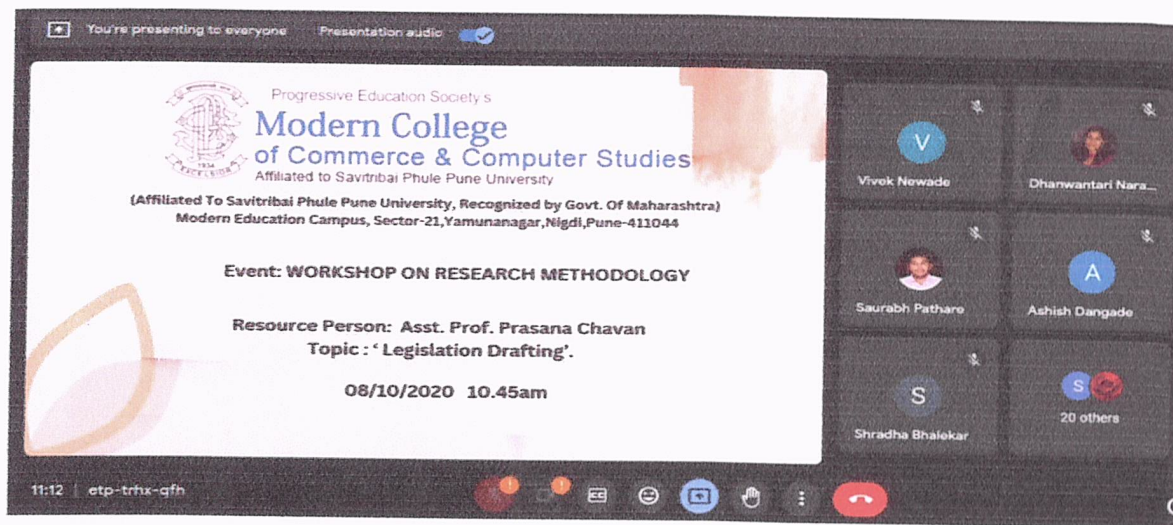 You're presenting to everyone Presentation audio
Progressive Education Society's
Modern College
of Commerce & Computer Studies
Affiliated to Savitribai Phule Pune University
1934
EXCELSIOR
(Affiliated To Savitribai Phule Pune University, Recognized by Govt. Of Maharashtra)
Modern Education Campus, Sector-21,Yamunanagar,Nigdi,Pune-411044
Event: WORKSHOP ON RESEARCH METHODOLOGY
Resource Person: Asst. Prof. Prasana Chavan
Topic : ‘ Legislation Drafting’.
08/10/2020 10.45am
V
Vivek Newade
Dhanwantari Nara...
Saurabh Pathare
A
Ashish Dangade
S
Shradha Bhalekar
S
20 others
11:12 | etp-trhx-qfh
CC